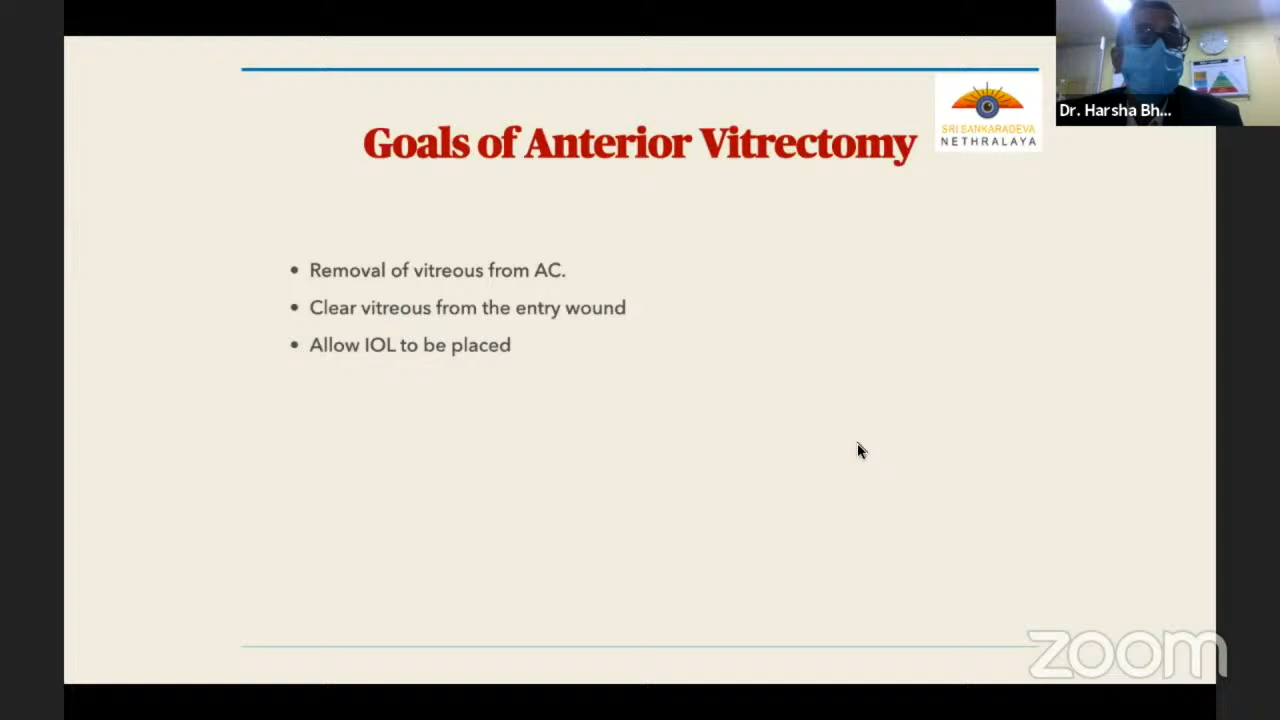 Goals of Anterior Vitrectomy
SRI SANKARADEVA
NETHRALAYA
Dr. Harsha Bh...
• Removal of vitreous from AC.
• Clear vitreous from the entry wound
• Allow IOL to be placed
zoom